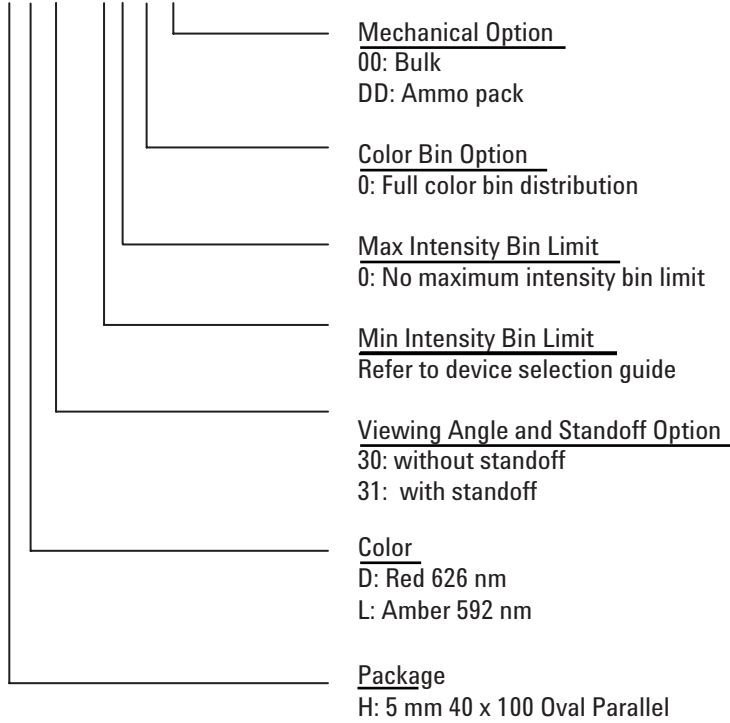 Mechanical Option
00: Bulk
DD: Ammo pack
Color Bin Option
0: Full color bin distribution
Max Intensity Bin Limit
0: No maximum intensity bin limit
Min Intensity Bin Limit
Refer to device selection guide
Viewing Angle and Standoff Option
30: without standoff
31: with standoff
Color
D: Red 626 nm
L: Amber 592 nm
Package
H: 5 mm 40 x 100 Oval Parallel